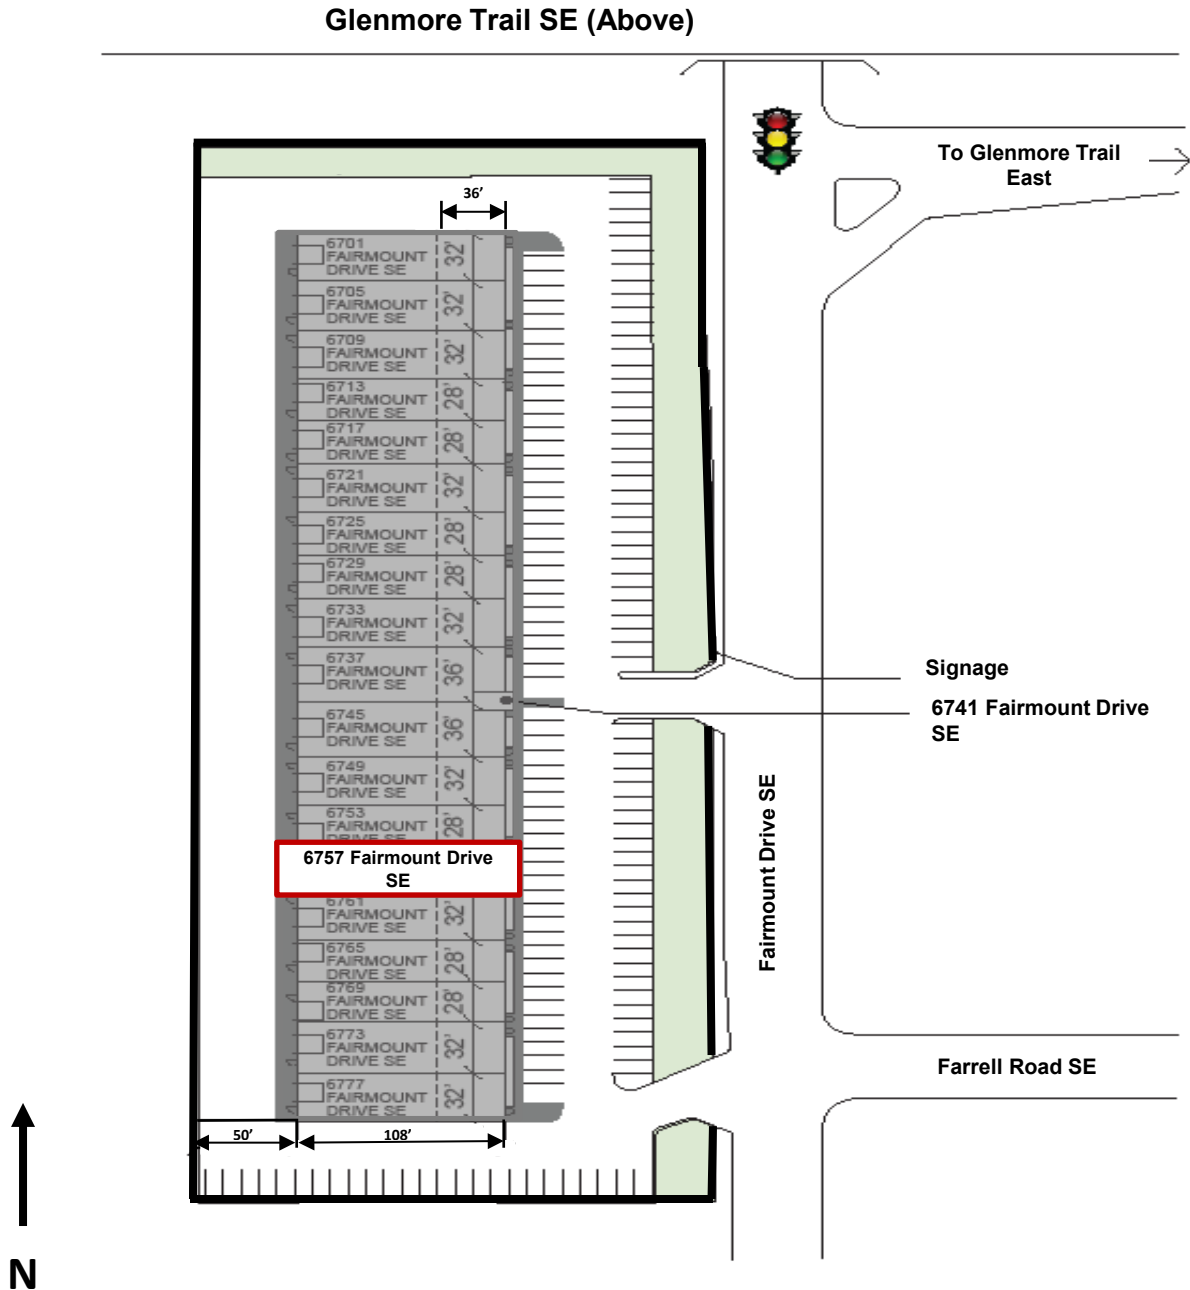 Glenmore Trail SE (Above)
To Glenmore Trail
East
36’
6701
FAIRMOUNT
DRIVE SE
32'
6705
FAIRMOUNT
DRIVE SE
32'
6709
FAIRMOUNT
DRIVE SE
32'
6713
FAIRMOUNT
DRIVE SE
28'
6717
FAIRMOUNT
DRIVE SE
28'
6721
FAIRMOUNT
DRIVE SE
32'
6725
FAIRMOUNT
DRIVE SE
28'
6729
FAIRMOUNT
DRIVE SE
28'
6733
FAIRMOUNT
DRIVE SE
32'
6737
FAIRMOUNT
DRIVE SE
36'
Signage
6741 Fairmount Drive
SE
6745
FAIRMOUNT
DRIVE SE
36'
6749
FAIRMOUNT
DRIVE SE
32'
6753
FAIRMOUNT
DRIVE SE
28'
6757 Fairmount Drive
SE
Fairmount Drive SE
6761
FAIRMOUNT
DRIVE SE
32'
6765
FAIRMOUNT
DRIVE SE
28'
6769
FAIRMOUNT
DRIVE SE
28'
6773
FAIRMOUNT
DRIVE SE
32'
6777
FAIRMOUNT
DRIVE SE
32'
Farrell Road SE
50’
108’
N